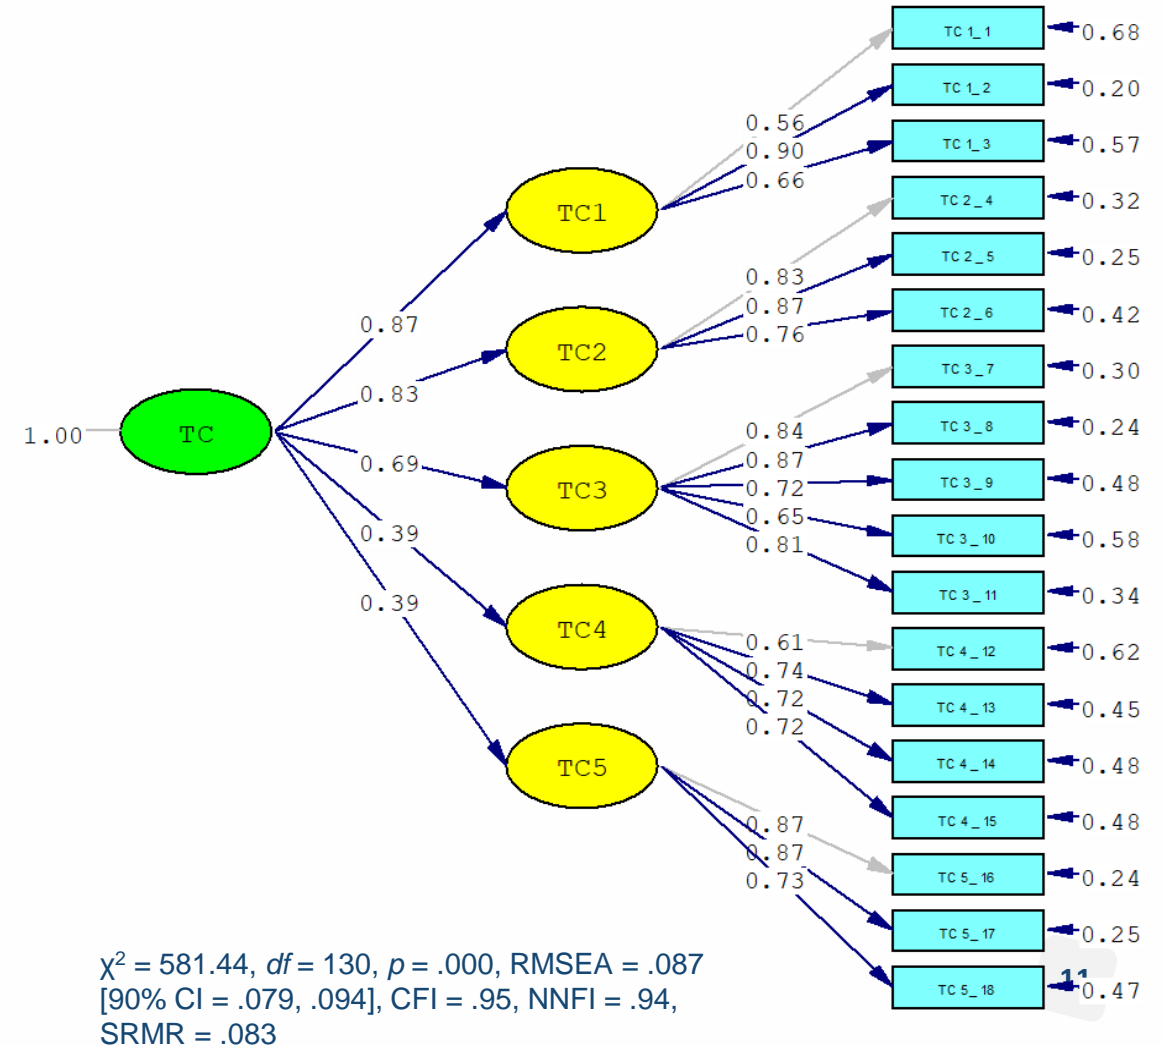 TC 1_1
0.68
TC 1_2
0.20
0.56
0.90
TC 1_3
0.57
0.66
TC 2_4
0.32
TC1
TC 2_5
0.25
0.83
0.87
TC 2_6
0.42
0.87
0.76
TC2
TC 3_7
0.30
0.83
TC 3_8
0.24
1.00
TC
0.84
0.87
0.69
TC 3_9
0.48
0.72
TC3
0.65
TC 3_10
0.58
0.39
0.81
TC 3_11
0.34
0.39
TC4
0.61
TC 4_12
0.62
0.74
0.72
TC 4_13
0.45
0.72
TC5
TC 4_14
0.48
TC 4_15
0.48
0.87
0.87
0.73
TC 5_16
0.24
TC 5_17
0.25
χ² = 581.44, df = 130, p = .000, RMSEA = .087
[90% CI = .079, .094], CFI = .95, NNFI = .94,
SRMR = .083
11
TC 5_18
0.47